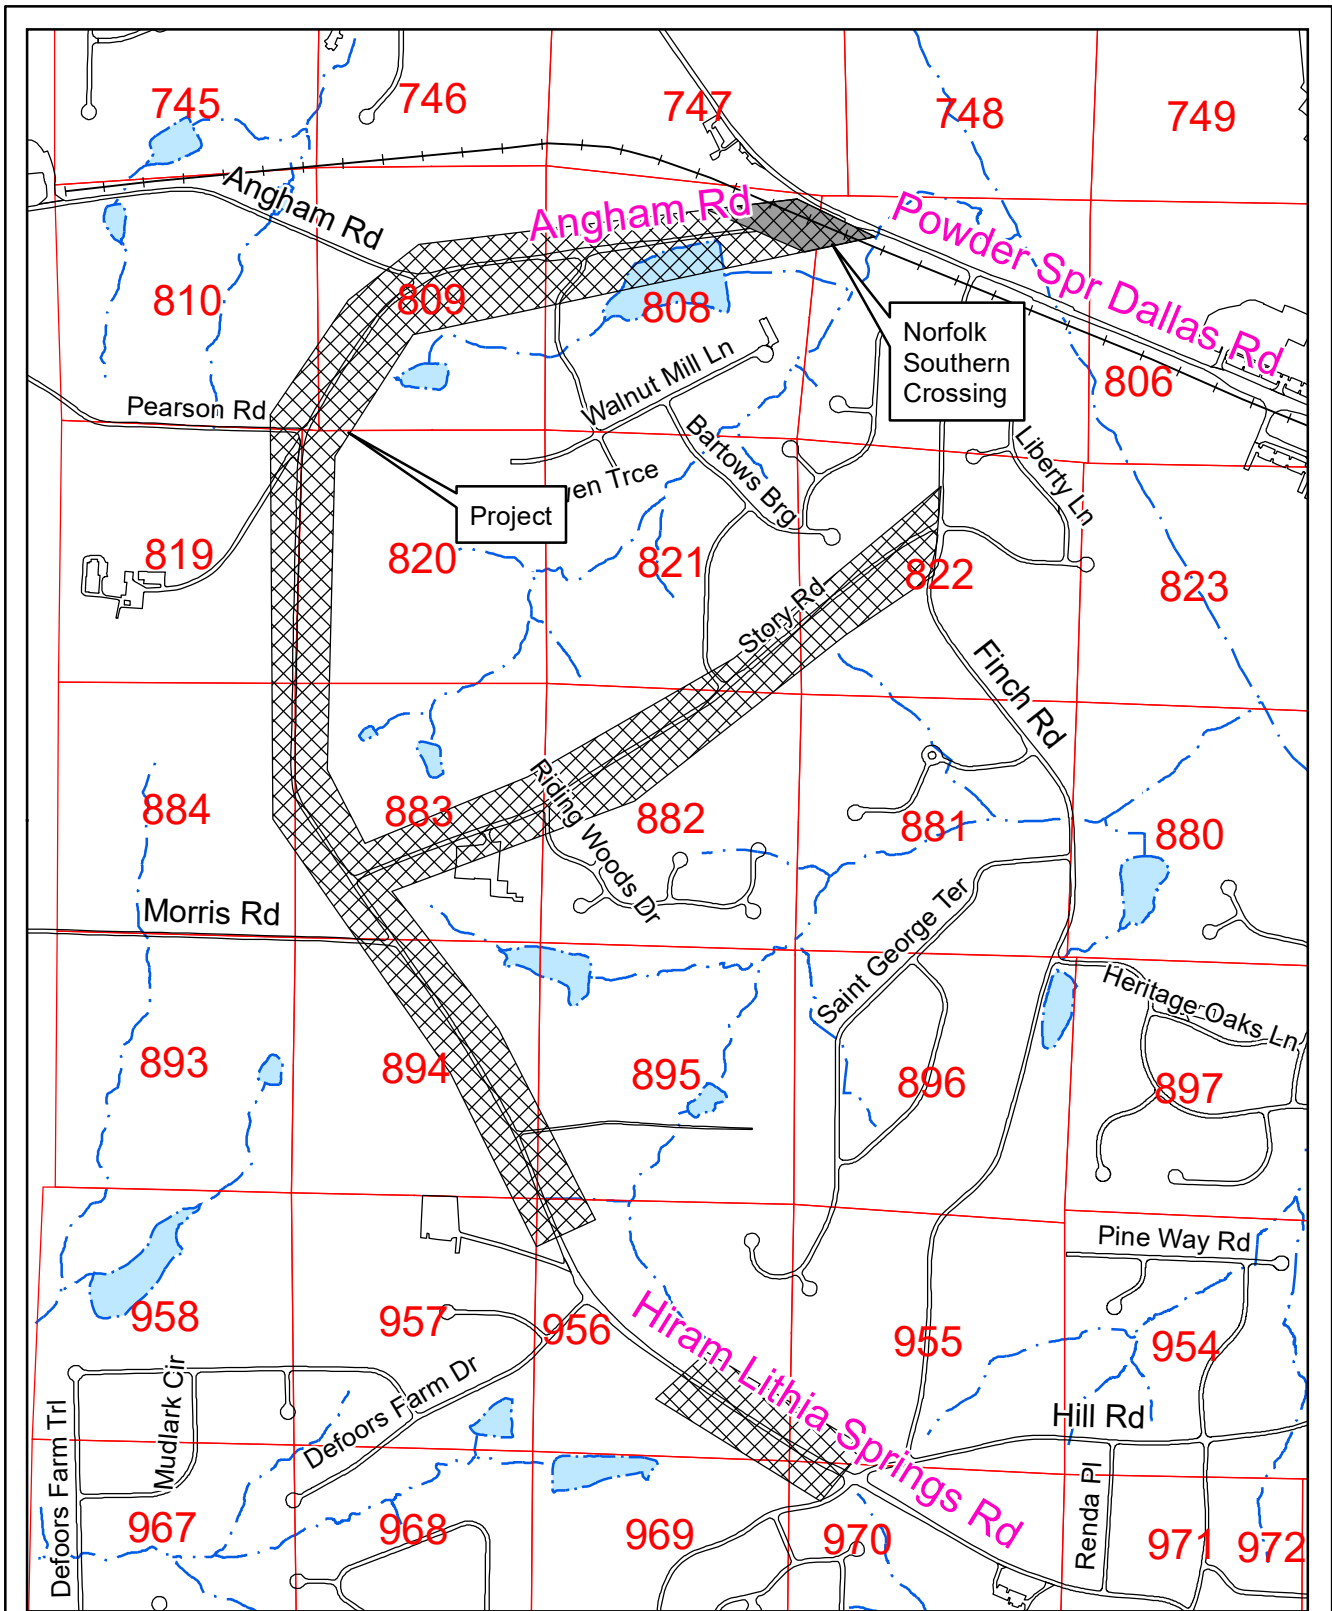 745
746
747
748
749
Angham Rd
Angham Rd
Powder Spr Dallas Rd
810
809
808
Norfolk
Southern
Crossing
806
Walnut Mill Ln
Pearson Rd
Bartows Brg
Liberty Ln
Project
Trce
819
820
821
822
823
Story Rd
Finch Rd
884
883
Riding Woods Dr
882
881
880
Morris Rd
Saint George Ter
Heritage Oaks Ln
893
894
895
896
897
Pine Way Rd
958
957
956
955
954
Hiram Lithia Springs Rd
Defoors Farm Trl
Mudlark Cir
Defoors Farm Dr
Hill Rd
Renda Pl
967
968
969
970
971
972